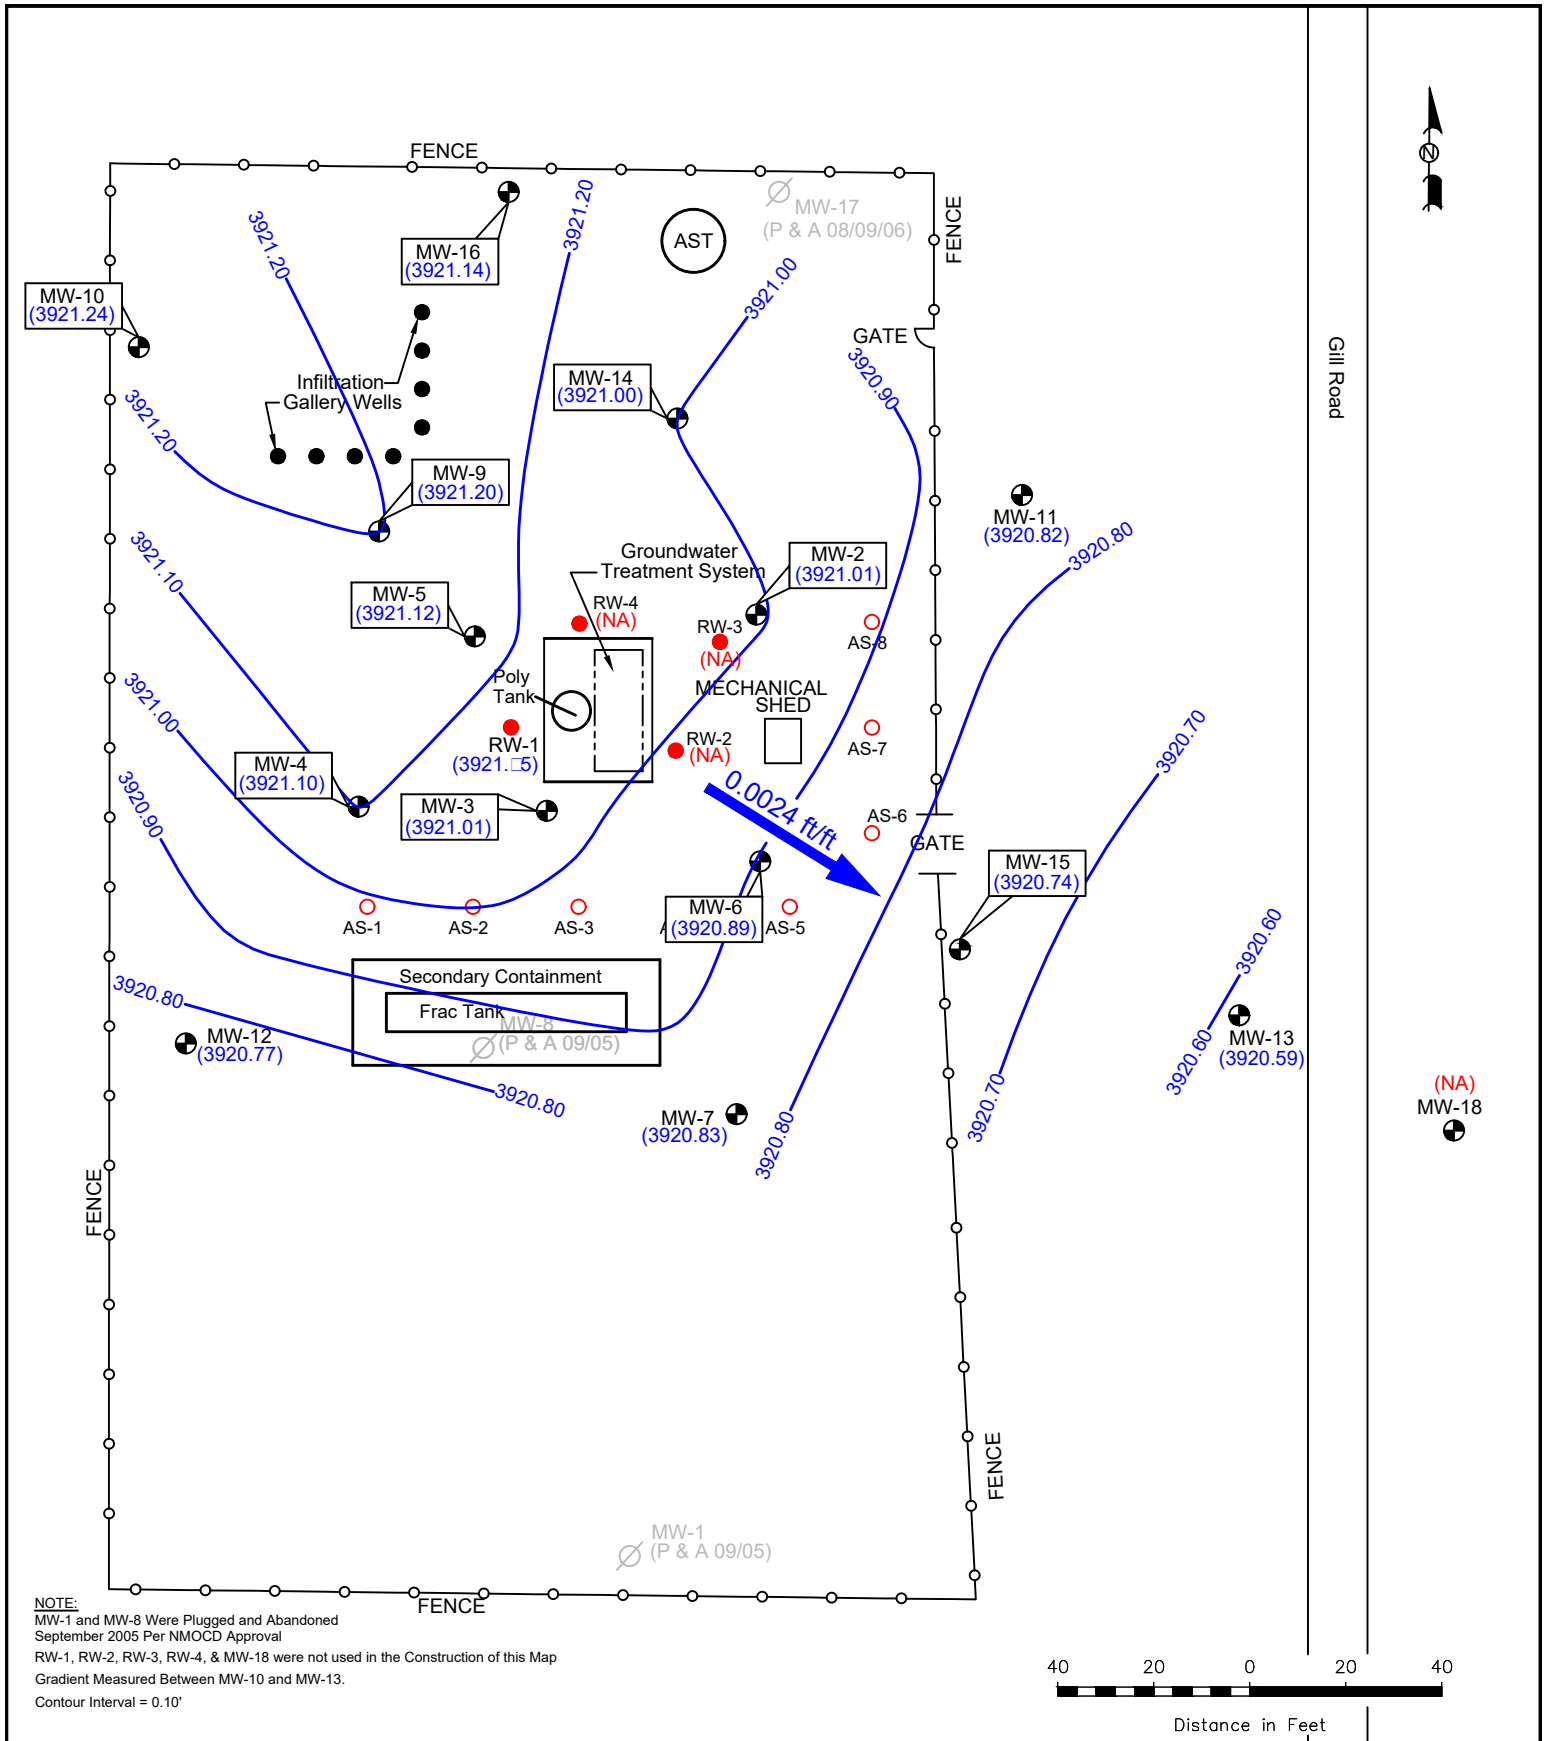 FENCE
3921.20
3921.20
MW-17
(P & A 08/09/06)
FENCE
N
AST
MW-16
(3921.14)
MW-10
(3921.24)
3921.00
GATE
Gill Road
3920.90
Infiltration
Gallery Wells
MW-14
(3921.00)
3921.20
MW-9
(3921.20)
MW-11
(3920.82)
3920.80
3921.10
Groundwater
Treatment System
MW-2
(3921.01)
MW-5
(3921.12)
RW-4
(NA)
RW-3
(NA)
AS-8
Poly
Tank
MECHANICAL
SHED
3921.00
3920.70
RW-1
(3921.□5)
RW-2
(NA)
AS-7
MW-4
(3921.10)
3920.90
MW-3
(3921.01)
0.0024 ft/ft
AS-6
GATE
MW-15
(3920.74)
MW-6
(3920.89)
AS-1
AS-2
AS-3
AS-5
3920.60
Secondary Containment
Frac Tank
3920.80
MW-8
(P & A 09/05)
MW-12
(3920.77)
MW-13
(3920.59)
3920.60
3920.80
3920.70
MW-7
(3920.83)
3920.80
(NA)
MW-18
FENCE
FENCE
MW-1
(P & A 09/05)
FENCE
NOTE:
MW-1 and MW-8 Were Plugged and Abandoned
September 2005 Per NMOCD Approval
RW-1, RW-2, RW-3, RW-4, & MW-18 were not used in the Construction of this Map
Gradient Measured Between MW-10 and MW-13.
Contour Interval = 0.10'
40 20 0 20 40
Distance in Feet